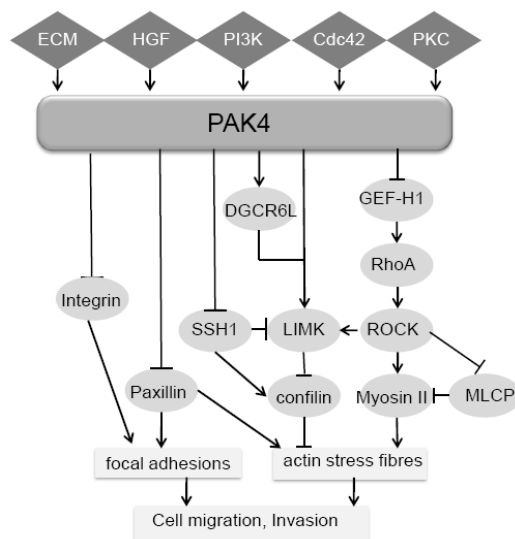 ECM HGF PI3K Cdc42 PKC
PAK4
DGCR6L GEF-H1
RhoA
Integrin
SSH1 LIMK ROCK
Paxillin confilin Myosin II MLCP
focal adhesions actin stress fibres
Cell migration, Invasion